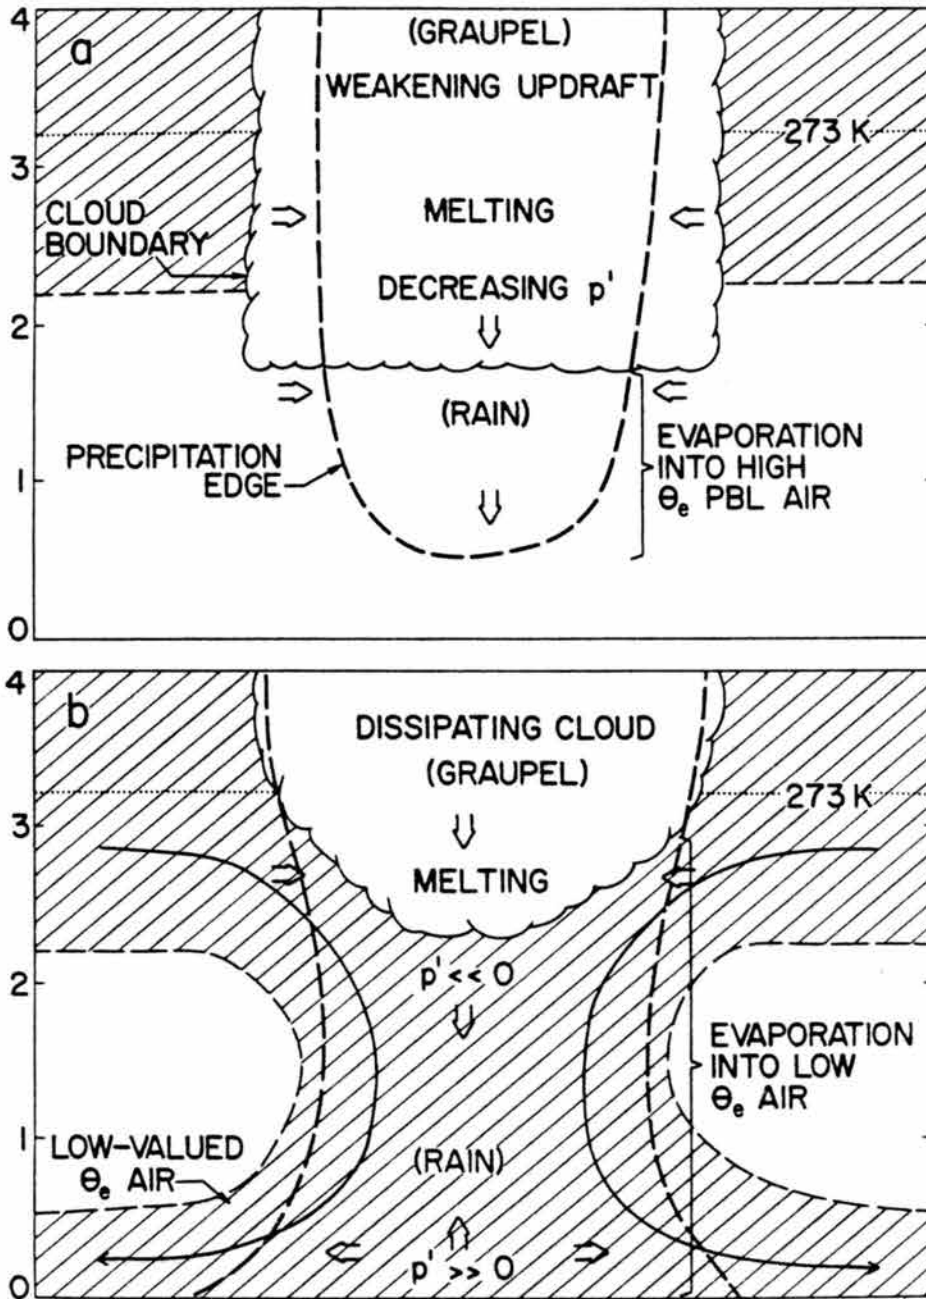 4
a
(GRAUPEL)
WEAKENING UPDRAFT
273 K
3
CLOUD
BOUNDARY
MELTING
DECREASING p'
2
(RAIN)
EVAPORATION
INTO HIGH
θe PBL AIR
PRECIPITATION
EDGE
1
0
4
b
DISSIPATING CLOUD
(GRAUPEL)
273 K
3
MELTING
p' << 0
2
EVAPORATION
INTO LOW
θe AIR
1
LOW-VALUED
θe AIR
(RAIN)
p' >> 0
0